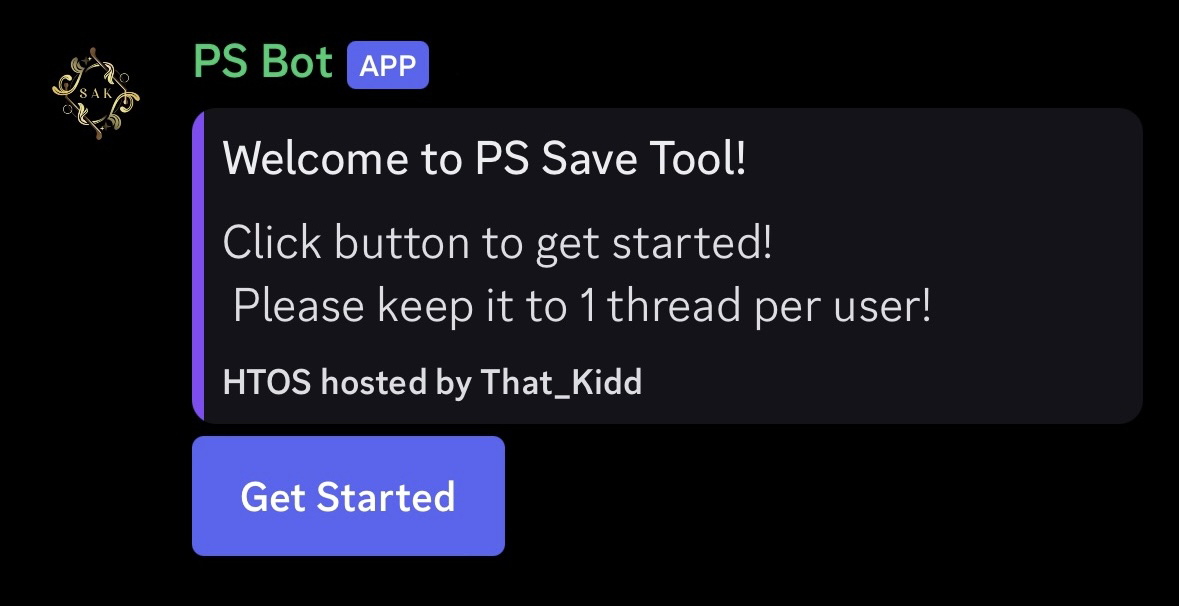 SAK
PS Bot APP
Welcome to PS Save Tool!
Click button to get started!
Please keep it to 1 thread per user!
HTOS hosted by That_Kidd
Get Started